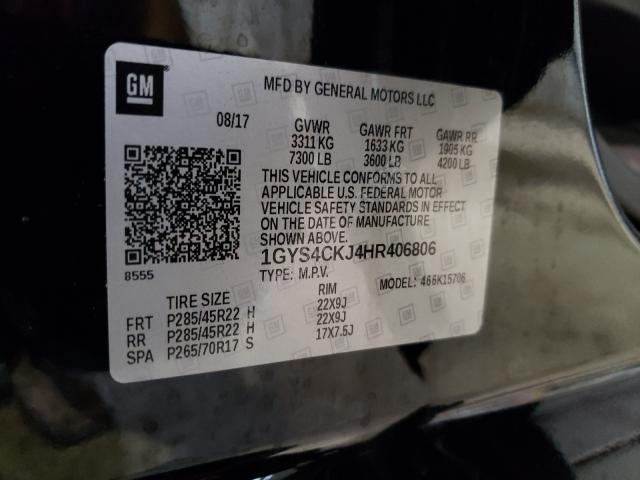 GM
MFD BY GENERAL MOTORS LLC
08/17 GVWR GAWR FRT GAWR RR
3311 KG 1633 KG 1905 KG
7300 LB 3600 LB 4200 LB
THIS VEHICLE CONFORMS TO ALL
APPLICABLE U.S. FEDERAL MOTOR
VEHICLE SAFETY STANDARDS IN EFFECT
ON THE DATE OF MANUFACTURE
SHOWN ABOVE.
1GYS4CKJ4HR406806
8555
TYPE: M.P.V. MODEL: 466K15706
TIRE SIZE RIM
FRT P285/45R22 H 22X9J
RR P285/45R22 H 22X9J
SPA P265/70R17 S 17X7.5J